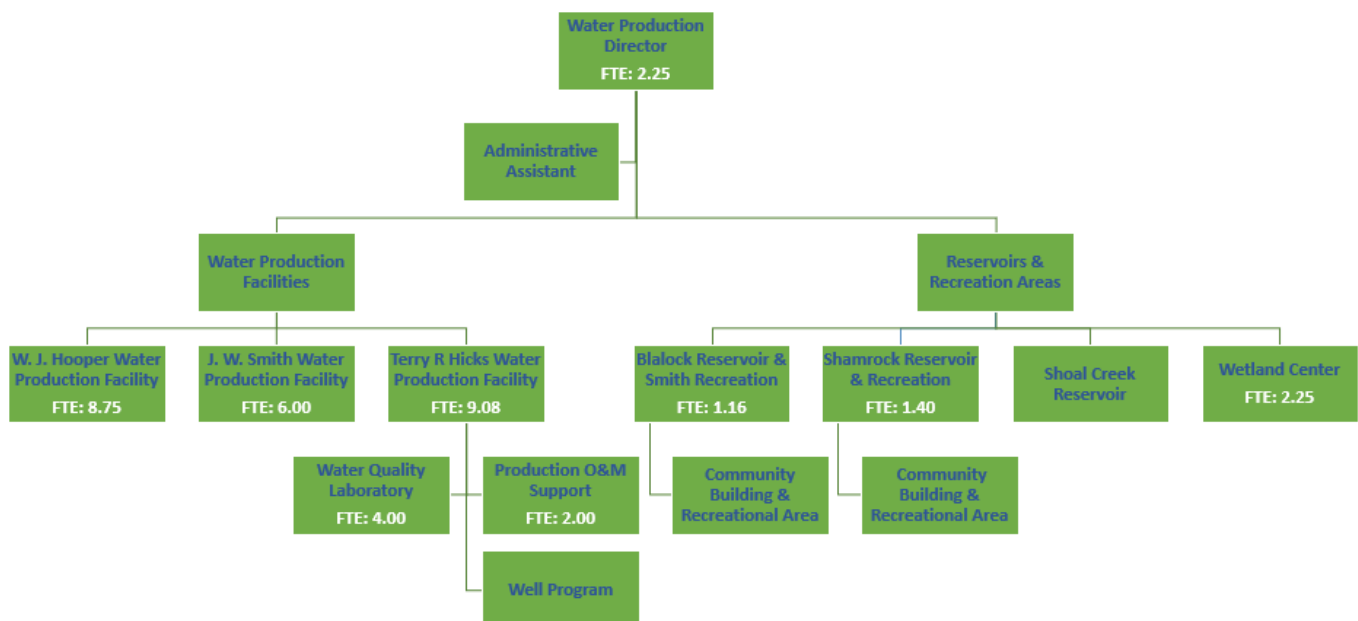 Water Production
Director
FTE: 2.25
Administrative
Assistant
Water Production
Facilities
Reservoirs &
Recreation Areas
W. J. Hooper Water
Production Facility
FTE: 8.75
J. W. Smith Water
Production Facility
FTE: 6.00
Terry R Hicks Water
Production Facility
FTE: 9.08
Blalock Reservoir &
Smith Recreation
FTE: 1.16
Shamrock Reservoir
& Recreation
FTE: 1.40
Shoal Creek
Reservoir
Wetland Center
FTE: 2.25
Water Quality
Laboratory
FTE: 4.00
Production O&M
Support
FTE: 2.00
Community
Building &
Recreational Area
Community
Building &
Recreational Area
Well Program